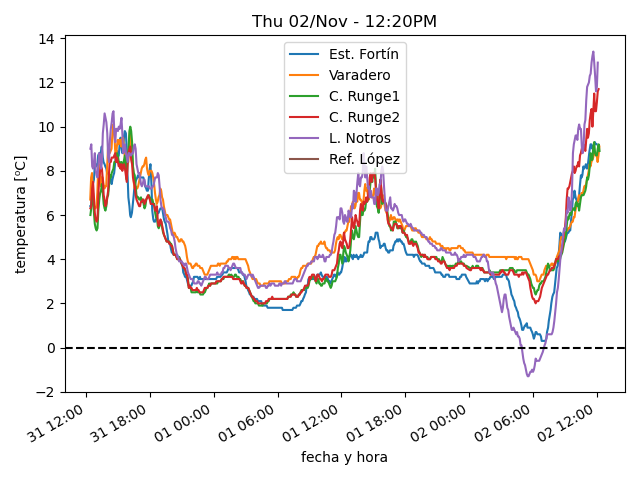 Thu 02/Nov - 12:20PM
Est. Fortín
Varadero
C. Runge1
C. Runge2
L. Notros
Ref. López
temperatura [ºC]
14
12
10
8
6
4
2
0
−2
31 12:00
31 18:00
01 00:00
01 06:00
01 12:00
01 18:00
02 00:00
02 06:00
02 12:00
fecha y hora